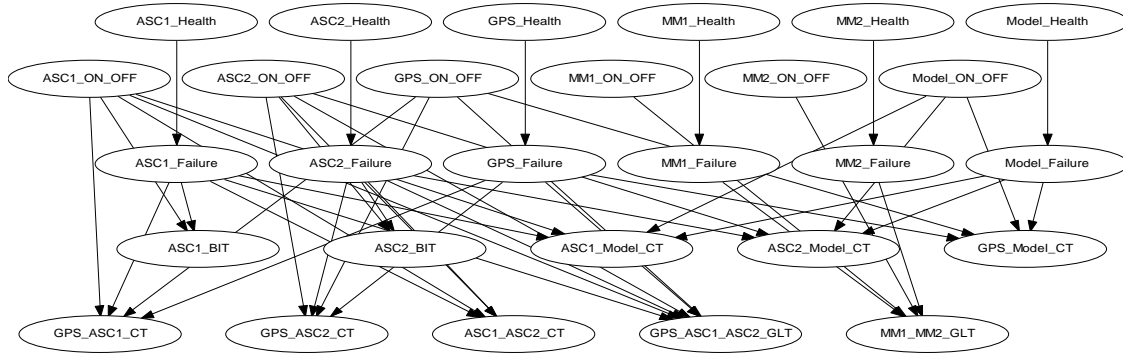 ASC1_Health
ASC2_Health
GPS_Health
MM1_Health
MM2_Health
Model_Health
ASC1_ON_OFF
ASC2_ON_OFF
GPS_ON_OFF
MM1_ON_OFF
MM2_ON_OFF
Model_ON_OFF
ASC1_Failure
ASC2_Failure
GPS_Failure
MM1_Failure
MM2_Failure
Model_Failure
ASC1_BIT
ASC2_BIT
ASC1_Model_CT
ASC2_Model_CT
GPS_Model_CT
GPS_ASC1_CT
GPS_ASC2_CT
ASC1_ASC2_CT
GPS_ASC1_ASC2_GLT
MM1_MM2_GLT